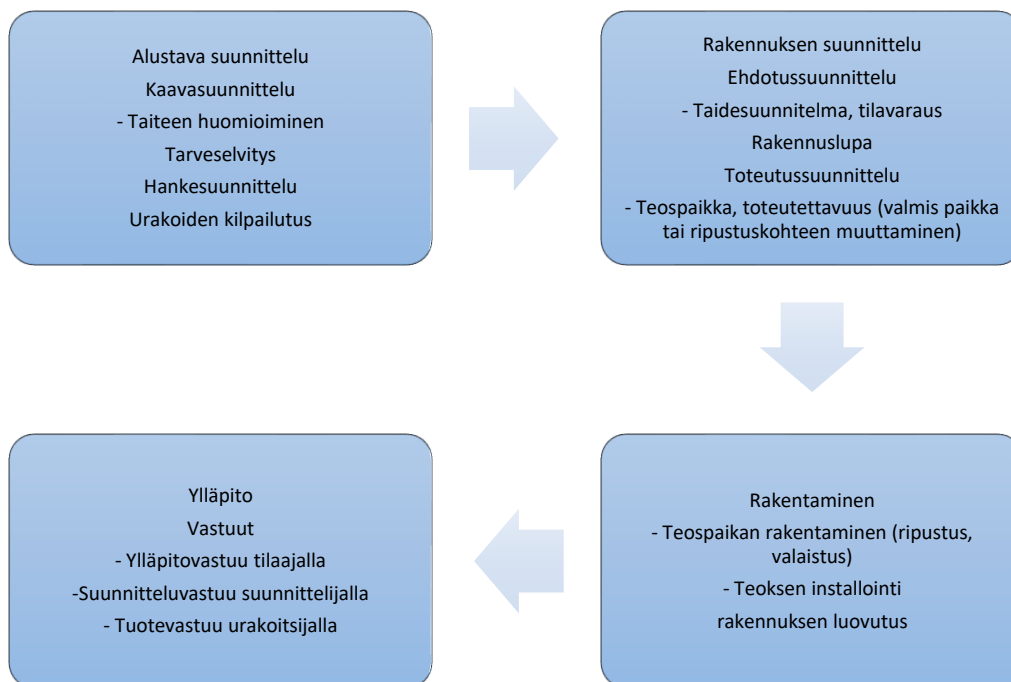 Alustava suunnittelu
Kaavasuunnittelu
- Taiteen huomioiminen
Tarveselvitys
Hankesuunnittelu
Urakoiden kilpailutus
Rakennuksen suunnittelu
Ehdotussuunnittelu
- Taidesuunnitelma, tilavaraus
Rakennuslupa
Toteutussuunnittelu
- Teospaikka, toteutettavuus (valmis paikka
tai ripustuskohteen muuttaminen)
Rakentaminen
- Teospaikan rakentaminen (ripustus,
valaistus)
- Teoksen installointi
rakennuksen luovutus
Ylläpito
Vastuut
- Ylläpitovastuu tilaajalla
-Suunnitteluvastuu suunnittelijalla
- Tuotevastuu urakoitsijalla